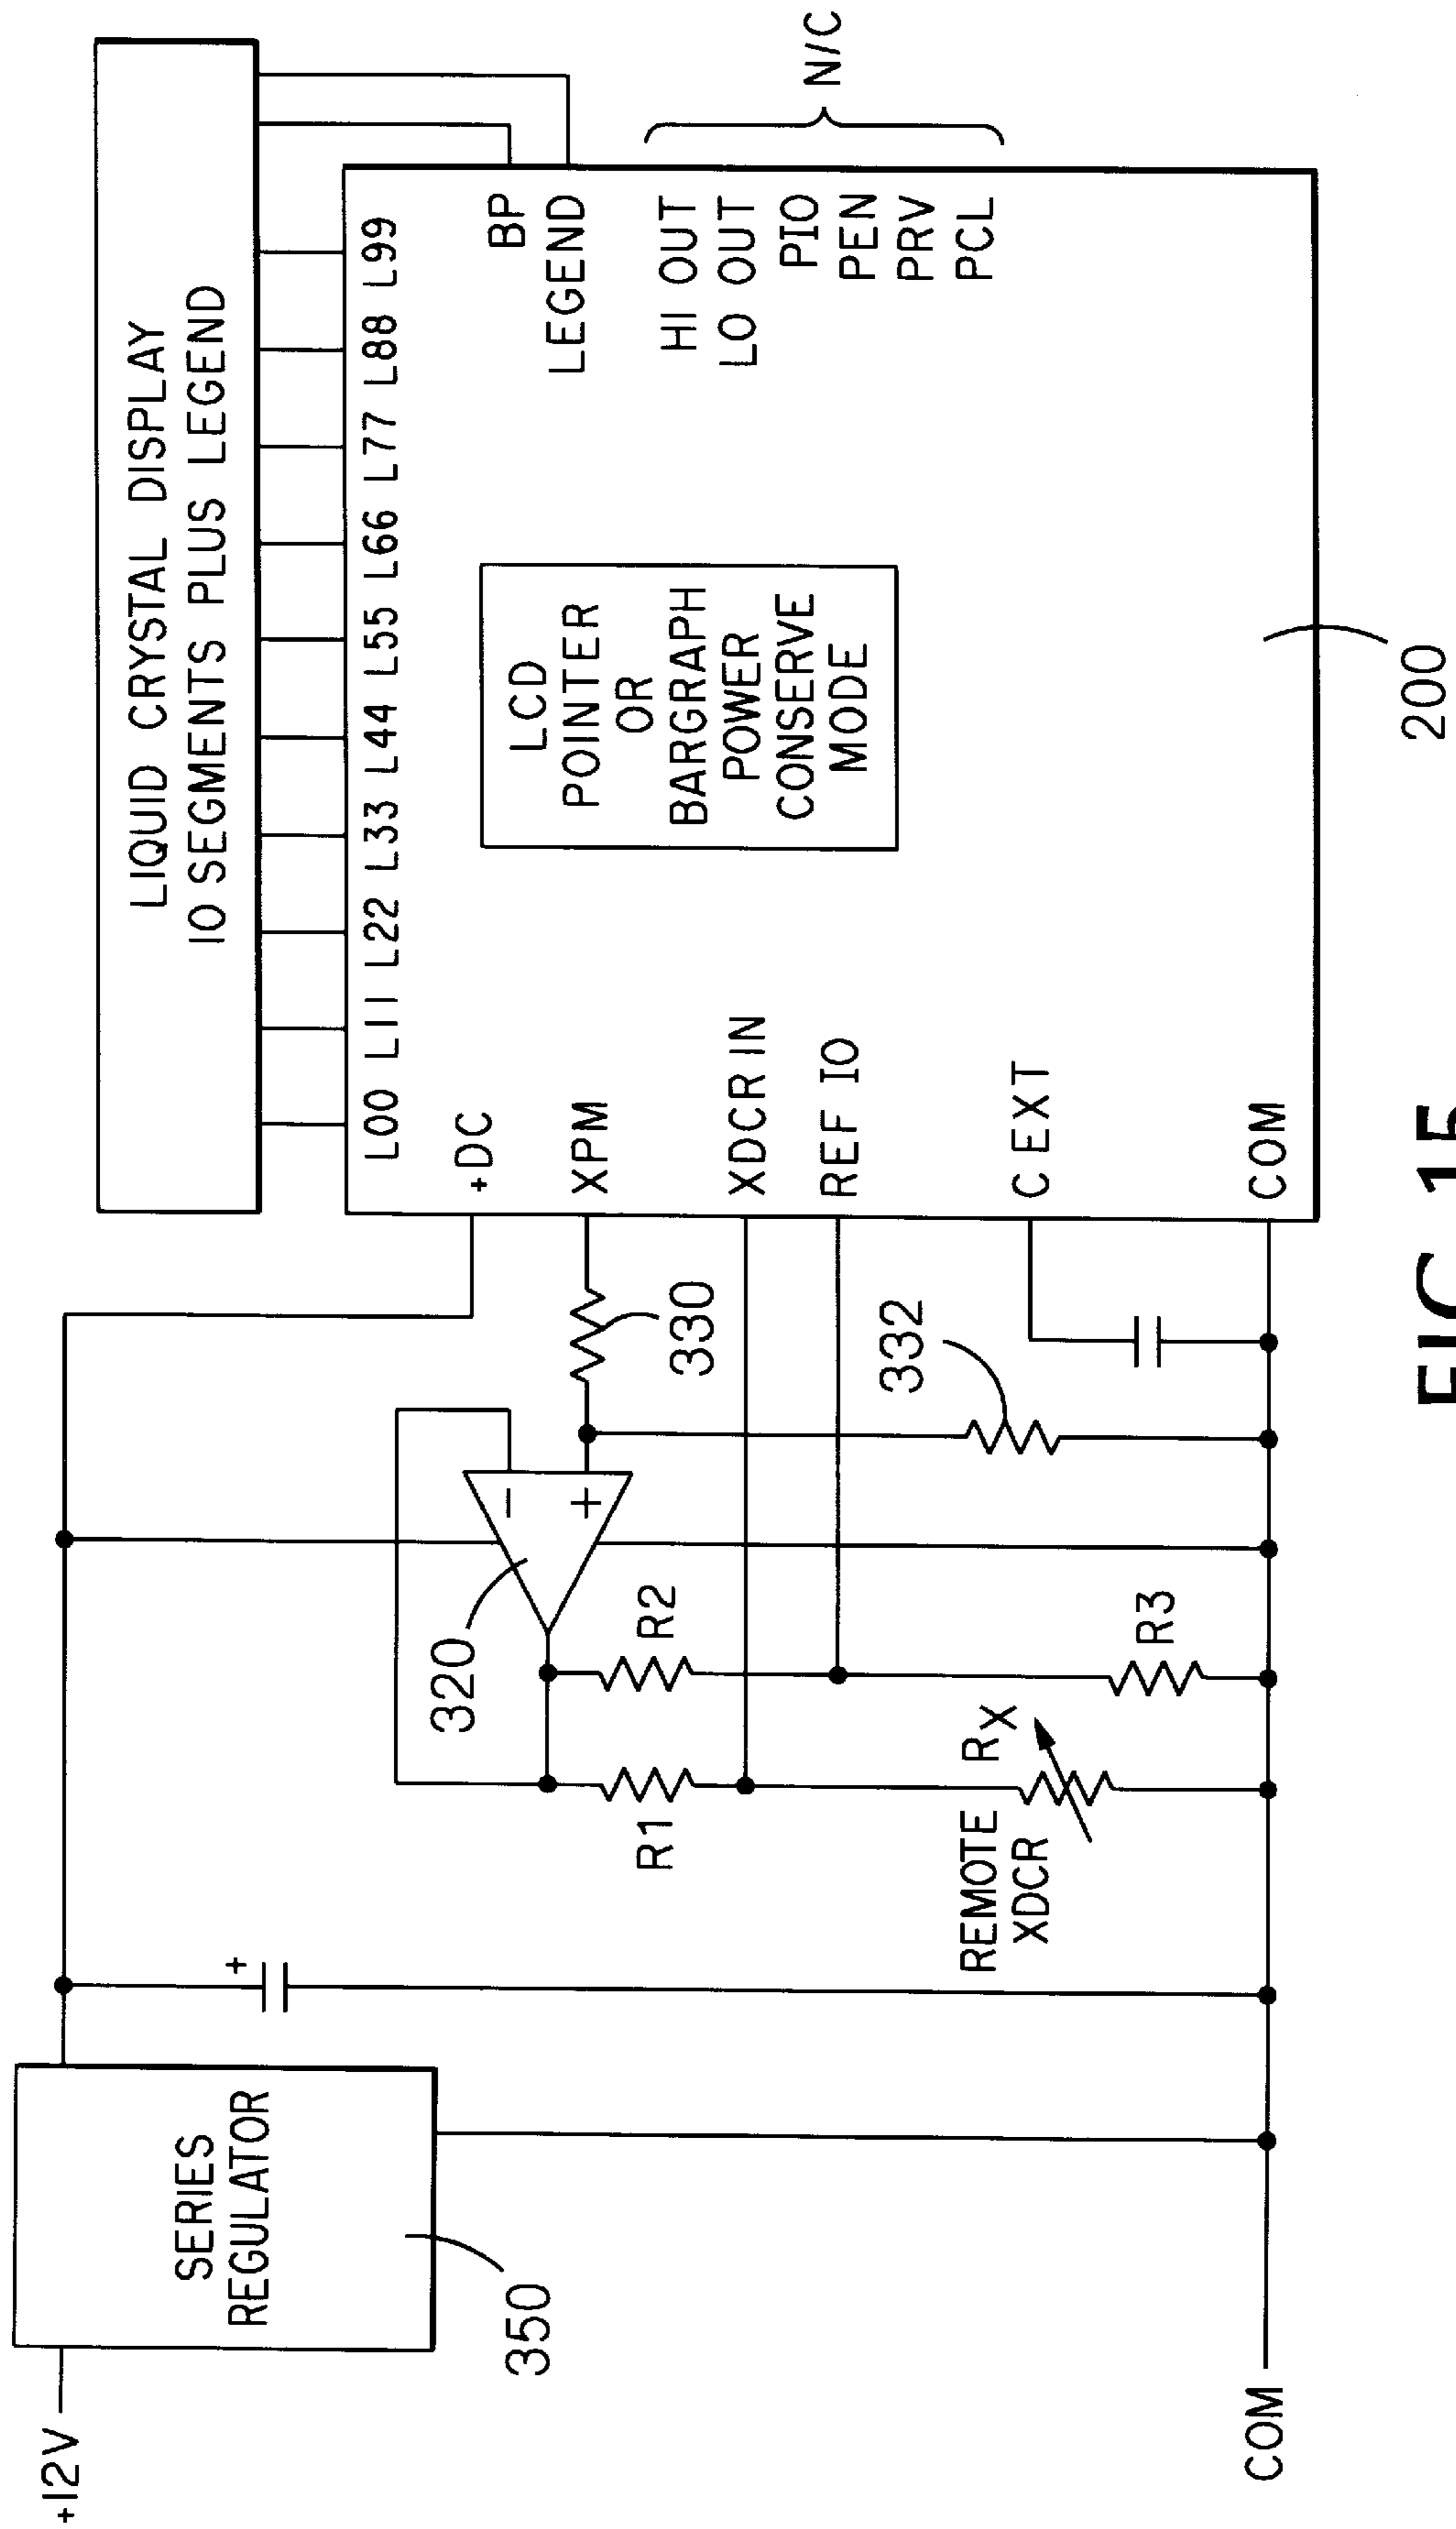 LIQUID CRYSTAL DISPLAY
10 SEGMENTS PLUS LEGEND
L00 L11 L22 L33 L44 L55 L66 L77 L88 L99
+12V
SERIES
REGULATOR
350
+
320
−
+
R1
R2
REMOTE
XDCR
RX
R3
330
332
+DC
XPM
XDCR IN
REF IO
C EXT
COM
LCD
POINTER
OR
BARGRAPH
POWER
CONSERVE
MODE
BP
LEGEND
HI OUT
LO OUT
PIO
PEN
PRV
PCL
N/C
COM
200
FIG. 15